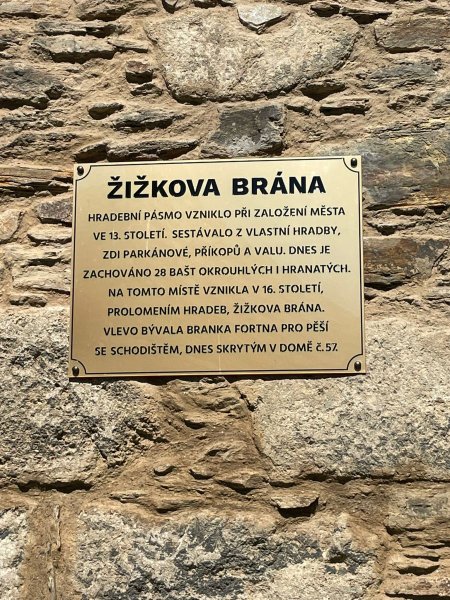 ŽIŽKOVA BRÁNA
HRADEBNÍ PÁSMO VZNIKLO PŘI ZALOŽENÍ MĚSTA
VE 13. STOLETÍ. SESTÁVALO Z VLASTNÍ HRADBY,
ZDI PARKÁNOVÉ, PŘÍKOPŮ A VALU. DNES JE
ZACHOVÁNO 28 BAŠT OKROUHLÝCH I HRANATÝCH.
NA TOMTO MÍSTĚ VZNIKLA V 16. STOLETÍ,
PROLOMENÍM HRADEB, ŽIŽKOVA BRÁNA.
VLEVO BÝVALA BRANKA FORTNA PRO PĚŠÍ
SE SCHODIŠTĚM, DNES SKRYTÝM V DOMĚ č.57.